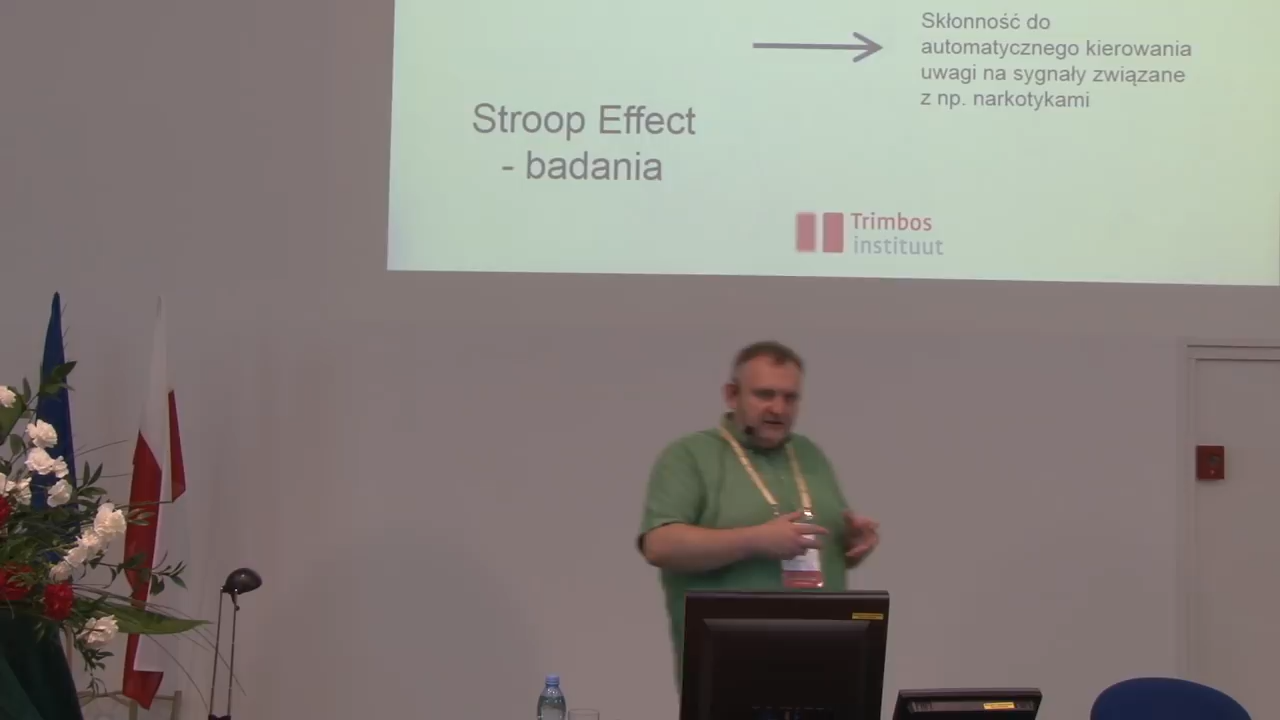 Skłonność do
automatycznego kierowania
uwagi na sygnały związane
z np. narkotykami
Stroop Effect
- badania
Trimbos
instituut